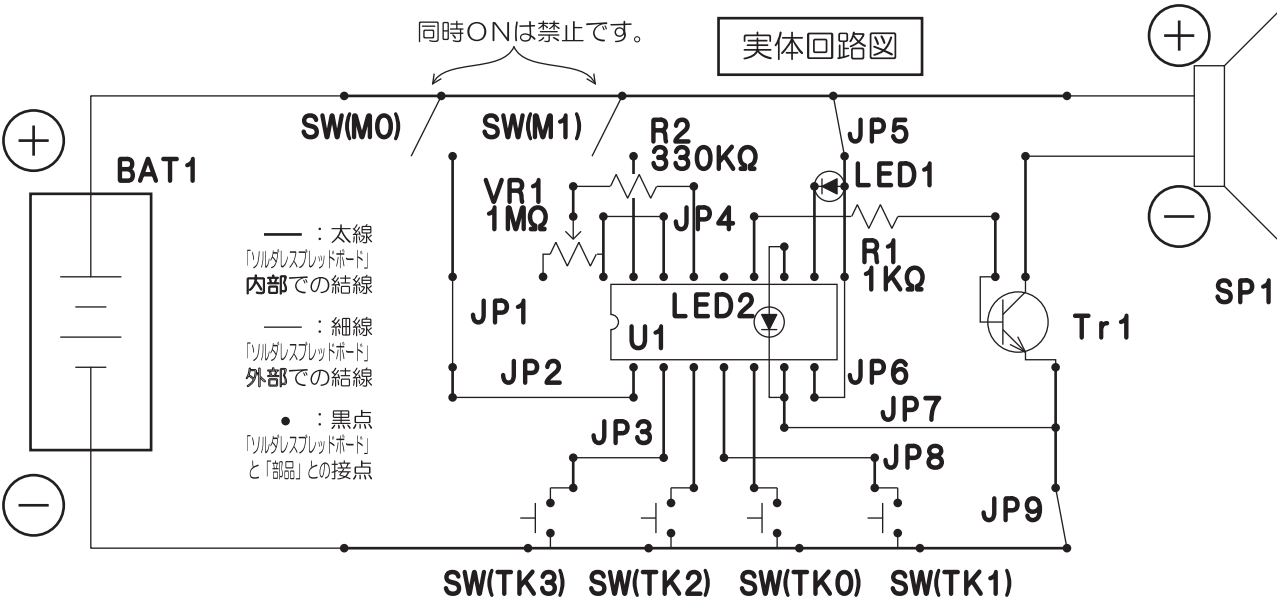 同時ONは禁止です。
実体回路図
＋
＋
SW(M0)
SW(M1)
R2
330KΩ
JP5
LED1
BAT1
VR1
1MΩ
JP4
R1
1KΩ
−
━━ ：太線
「ソルダレスブレッドボード」
内部での結線
── ：細線
「ソルダレスブレッドボード」
外部での結線
● ：黒点
「ソルダレスブレッドボード」
と「部品」との接点
SP1
JP1
LED2
U1
Tr1
JP2
JP6
JP7
JP3
JP8
−
JP9
SW(TK3)
SW(TK2)
SW(TK0)
SW(TK1)